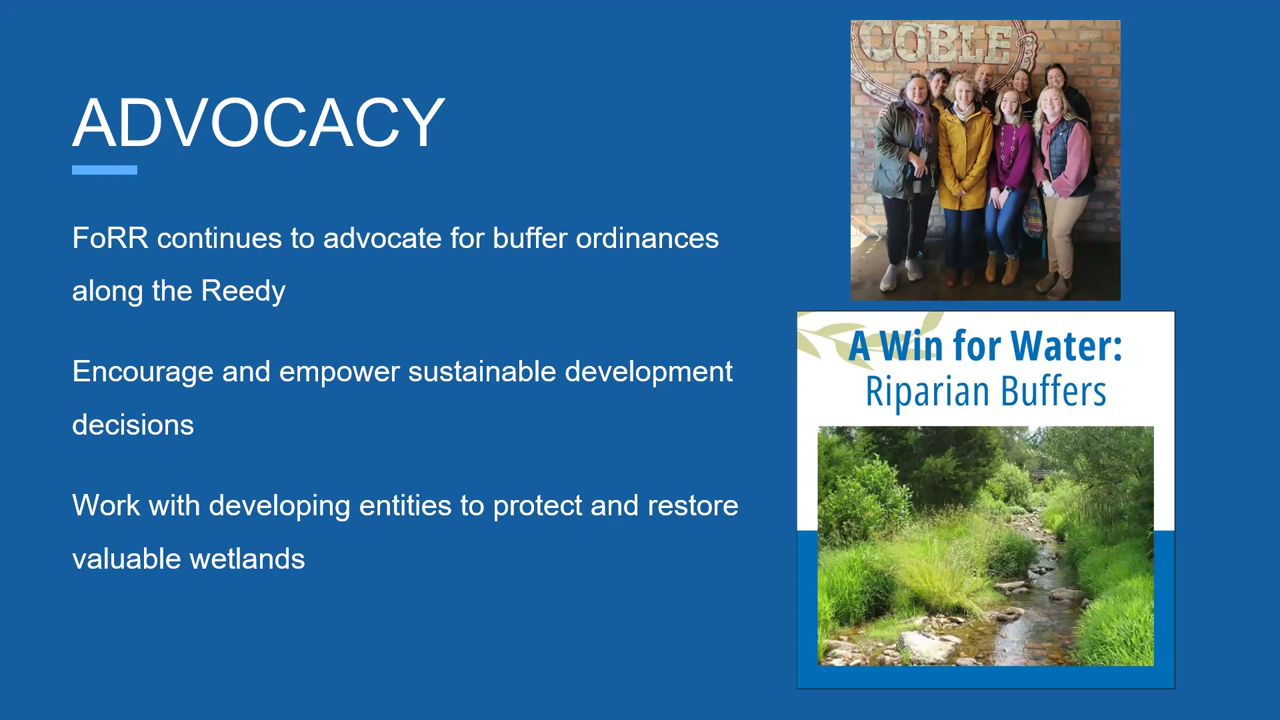 ADVOCACY
FoRR continues to advocate for buffer ordinances
along the Reedy
Encourage and empower sustainable development
decisions
Work with developing entities to protect and restore
valuable wetlands
COBLE
A Win for Water:
Riparian Buffers